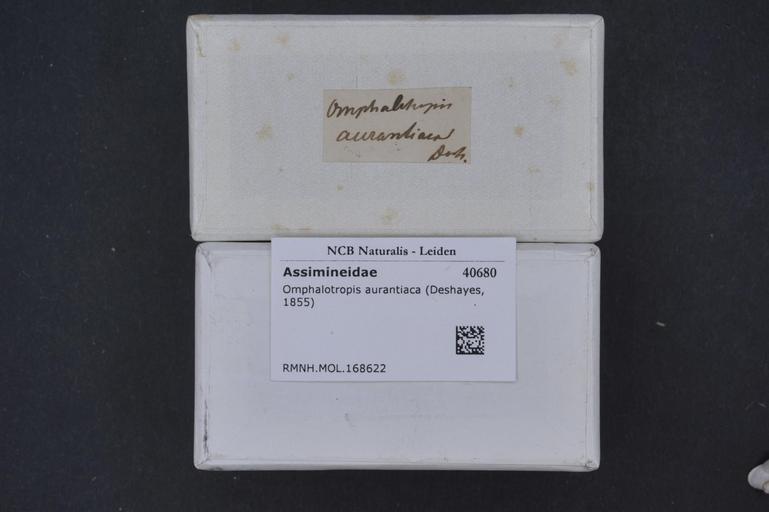 Omphalotropis
aurantiaca
Desh.
NCB Naturalis - Leiden
Assimineidae 40680
Omphalotropis aurantiaca (Deshayes,
1855)
RMNH.MOL.168622